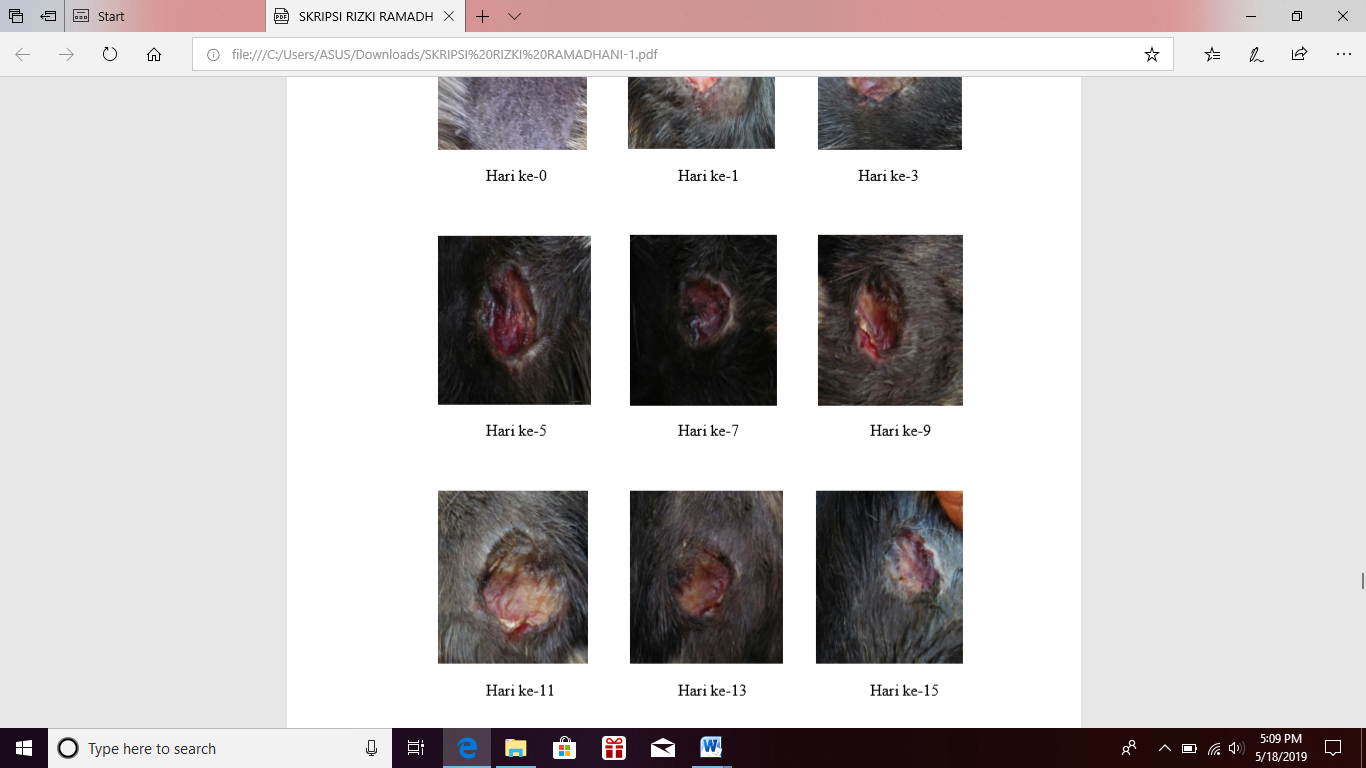 Start
SKRIPSI RIZKI RAMADH
file:///C:/Users/ASUS/Downloads/SKRIPSI%20RIZKI%20RAMADHANI-1.pdf
Hari ke-0 Hari ke-1 Hari ke-3
Hari ke-5 Hari ke-7 Hari ke-9
Hari ke-11 Hari ke-13 Hari ke-15
Type here to search
5:09 PM
5/18/2019